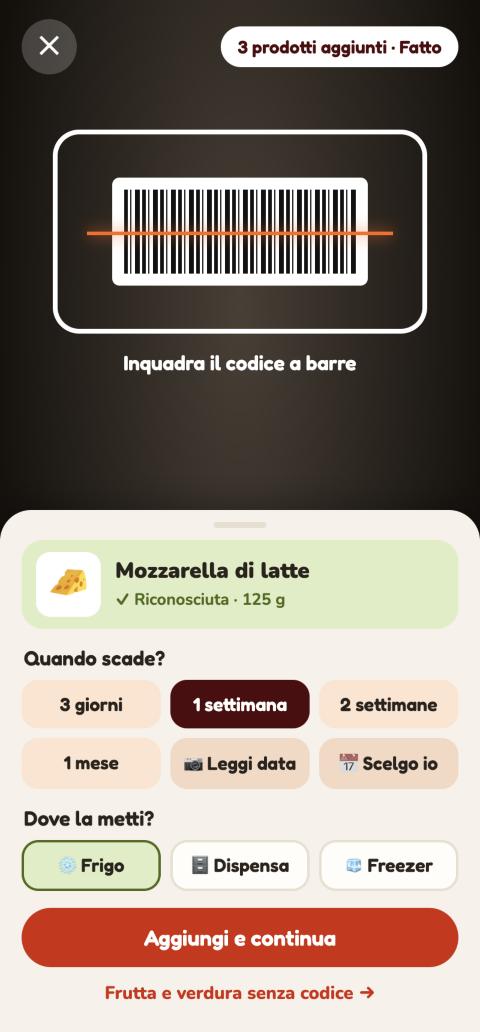 3 prodotti aggiunti · Fatto
Inquadra il codice a barre
Mozzarella di latte
✓ Riconosciuta · 125 g
Quando scade?
3 giorni
1 settimana
2 settimane
1 mese
Leggi data
17
Scelgo io
Dove la metti?
Frigo
Dispensa
Freezer
Aggiungi e continua
Frutta e verdura senza codice →